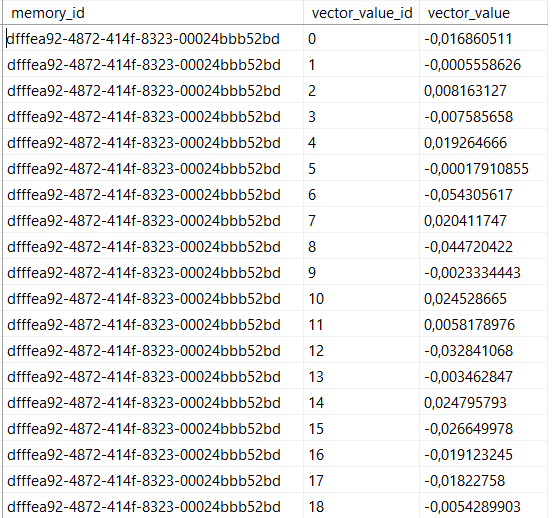 memory_id vector_value_id vector_value
dfffea92-4872-414f-8323-00024bbb52bd 0 -0,016860511
dfffea92-4872-414f-8323-00024bbb52bd 1 -0,0005558626
dfffea92-4872-414f-8323-00024bbb52bd 2 0,008163127
dfffea92-4872-414f-8323-00024bbb52bd 3 -0,007585658
dfffea92-4872-414f-8323-00024bbb52bd 4 0,019264666
dfffea92-4872-414f-8323-00024bbb52bd 5 -0,00017910855
dfffea92-4872-414f-8323-00024bbb52bd 6 -0,054305617
dfffea92-4872-414f-8323-00024bbb52bd 7 0,020411747
dfffea92-4872-414f-8323-00024bbb52bd 8 -0,044720422
dfffea92-4872-414f-8323-00024bbb52bd 9 -0,0023334443
dfffea92-4872-414f-8323-00024bbb52bd 10 0,024528665
dfffea92-4872-414f-8323-00024bbb52bd 11 0,0058178976
dfffea92-4872-414f-8323-00024bbb52bd 12 -0,032841068
dfffea92-4872-414f-8323-00024bbb52bd 13 -0,003462847
dfffea92-4872-414f-8323-00024bbb52bd 14 0,024795793
dfffea92-4872-414f-8323-00024bbb52bd 15 -0,026649978
dfffea92-4872-414f-8323-00024bbb52bd 16 -0,019123245
dfffea92-4872-414f-8323-00024bbb52bd 17 -0,01822758
dfffea92-4872-414f-8323-00024bbb52bd 18 -0,0054289903